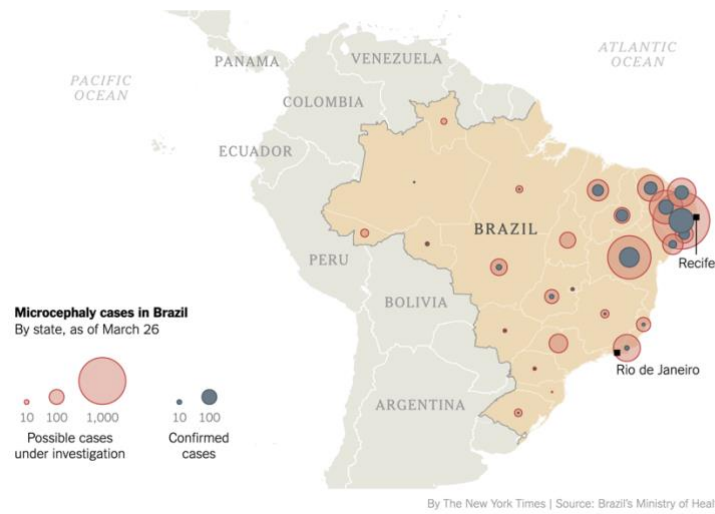 ATLANTIC
OCEAN
PACIFIC
OCEAN
PANAMA
VENEZUELA
COLOMBIA
ECUADOR
BRAZIL
PERU
Recife
BOLIVIA
Rio de Janeiro
ARGENTINA
Microcephaly cases in Brazil
By state, as of March 26
10 100 1,000
Possible cases
under investigation
10 100
Confirmed
cases
By The New York Times | Source: Brazil's Ministry of Heal